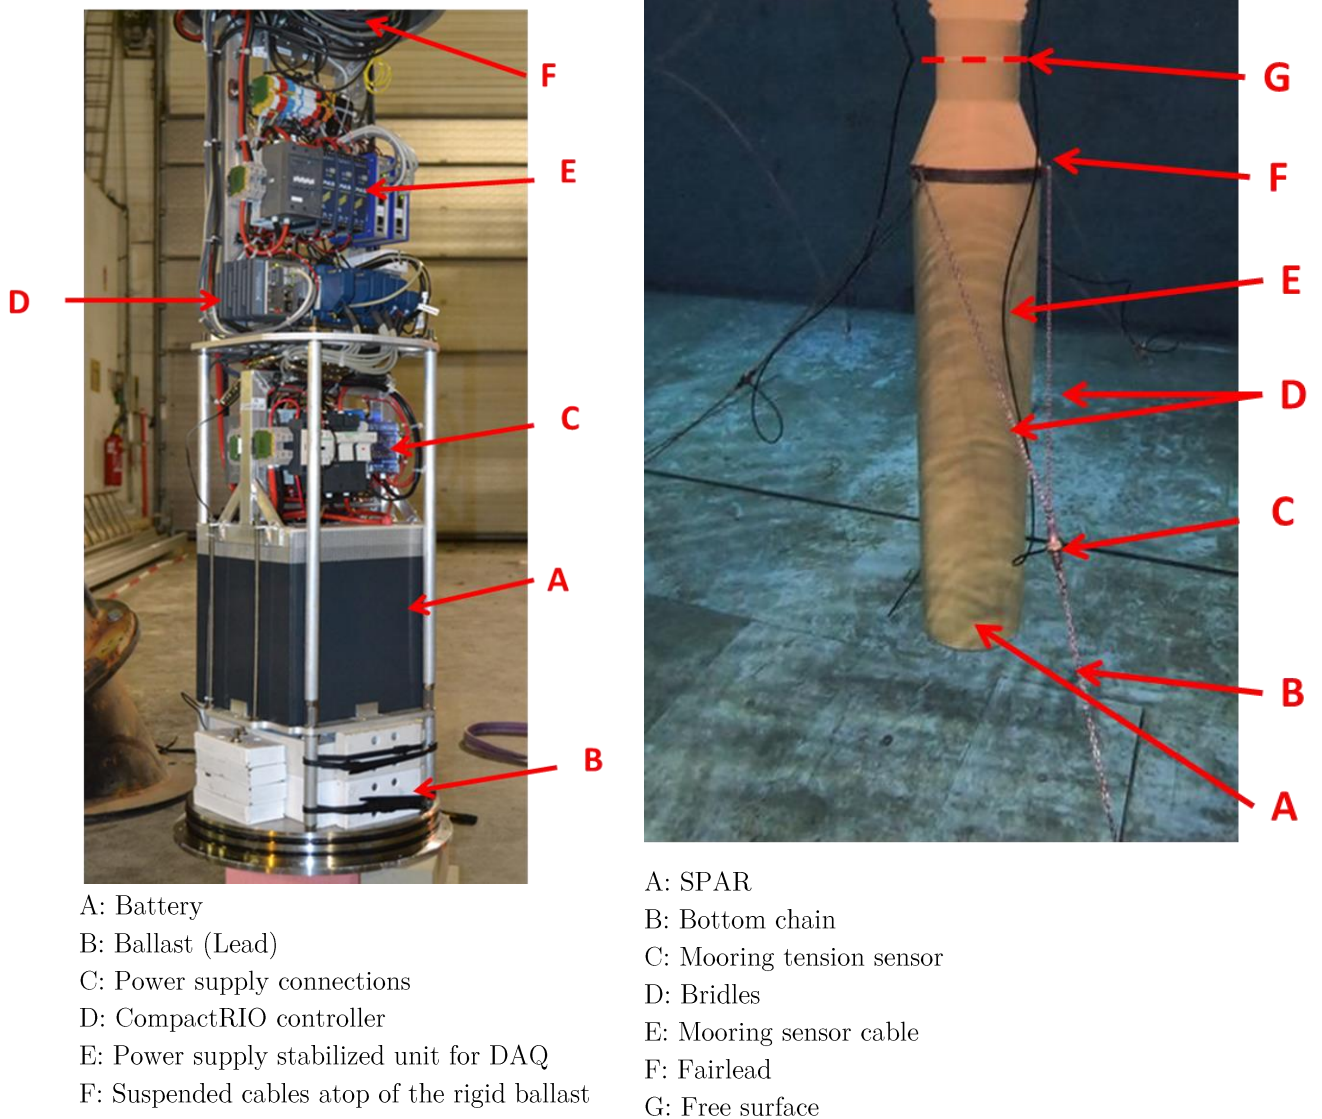 F
E
D
C
A
B
A: Battery
B: Ballast (Lead)
C: Power supply connections
D: CompactRIO controller
E: Power supply stabilized unit for DAQ
F: Suspended cables atop of the rigid ballast
G
F
E
D
C
B
A
A: SPAR
B: Bottom chain
C: Mooring tension sensor
D: Bridles
E: Mooring sensor cable
F: Fairlead
G: Free surface